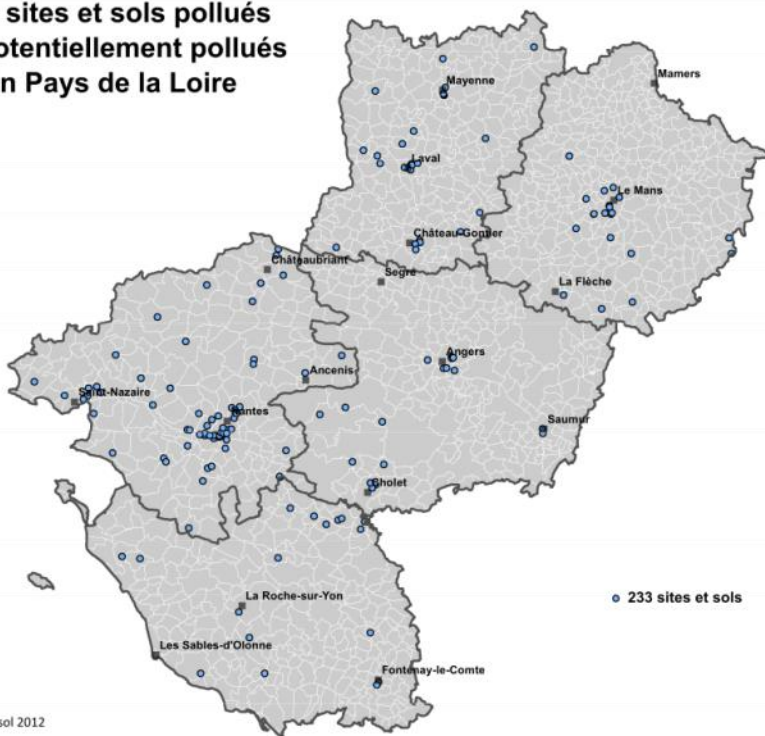 sites et sols pollués
otentiellement pollués
n Pays de la Loire
Mamers
Mayenne
Laval
Le Mans
Château-Gontier
Châteaubriant
Segré
La Flèche
Angers
Ancenis
Saint-Nazaire
Nantes
Saumur
Cholet
233 sites et sols
La Roche-sur-Yon
Les Sables-d'Olonne
Fontenay-le-Comte
sol 2012